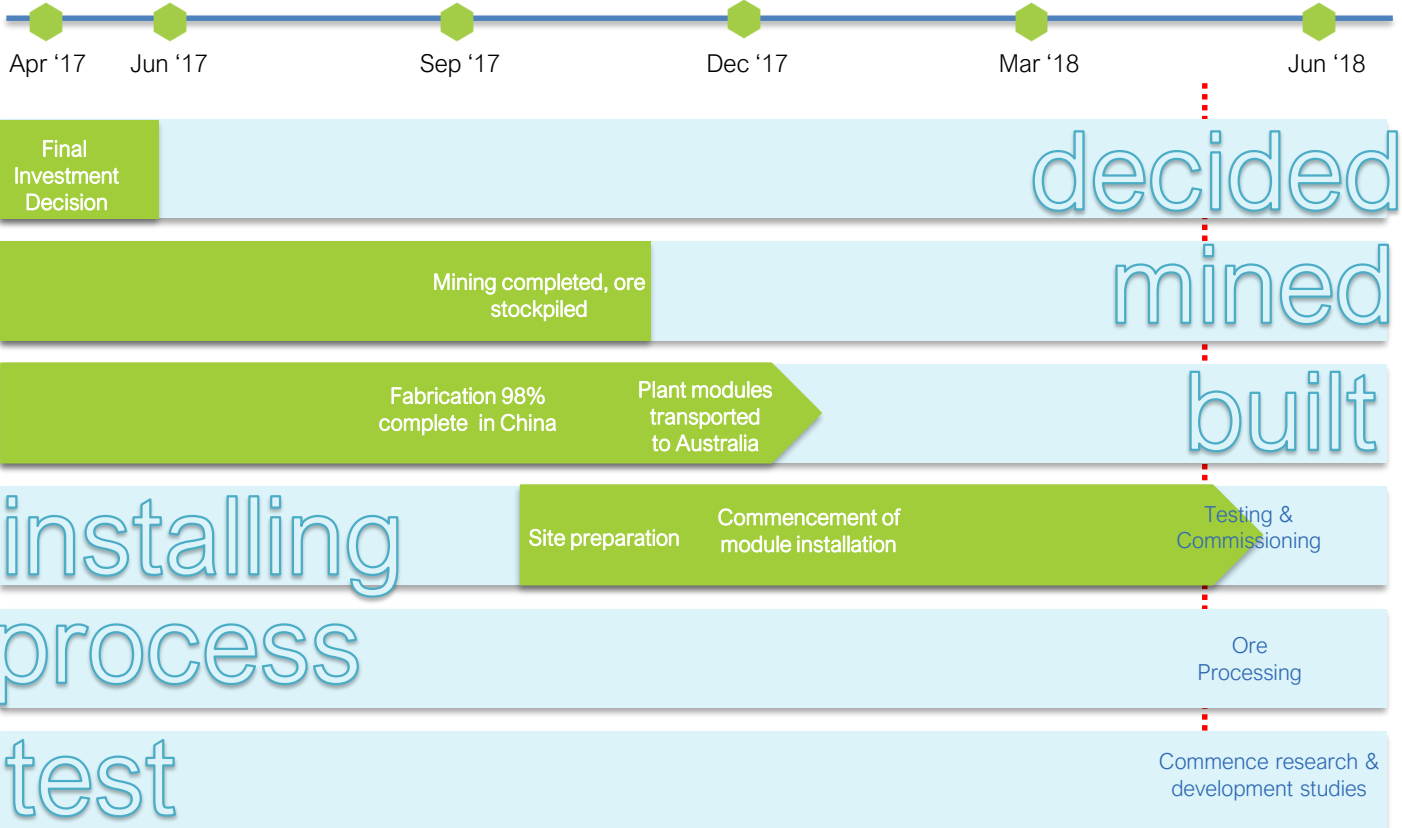 Apr ‘17 Jun ‘17 Sep ‘17 Dec ‘17 Mar ‘18 Jun ‘18
Final
Investment
Decision
decided
Mining completed, ore
stockpiled
mined
Fabrication 98%
complete in China
Plant modules
transported
to Australia
built
installing
Site preparation
Commencement of
module installation
Testing &
Commissioning
process
Ore
Processing
test
Commence research &
development studies